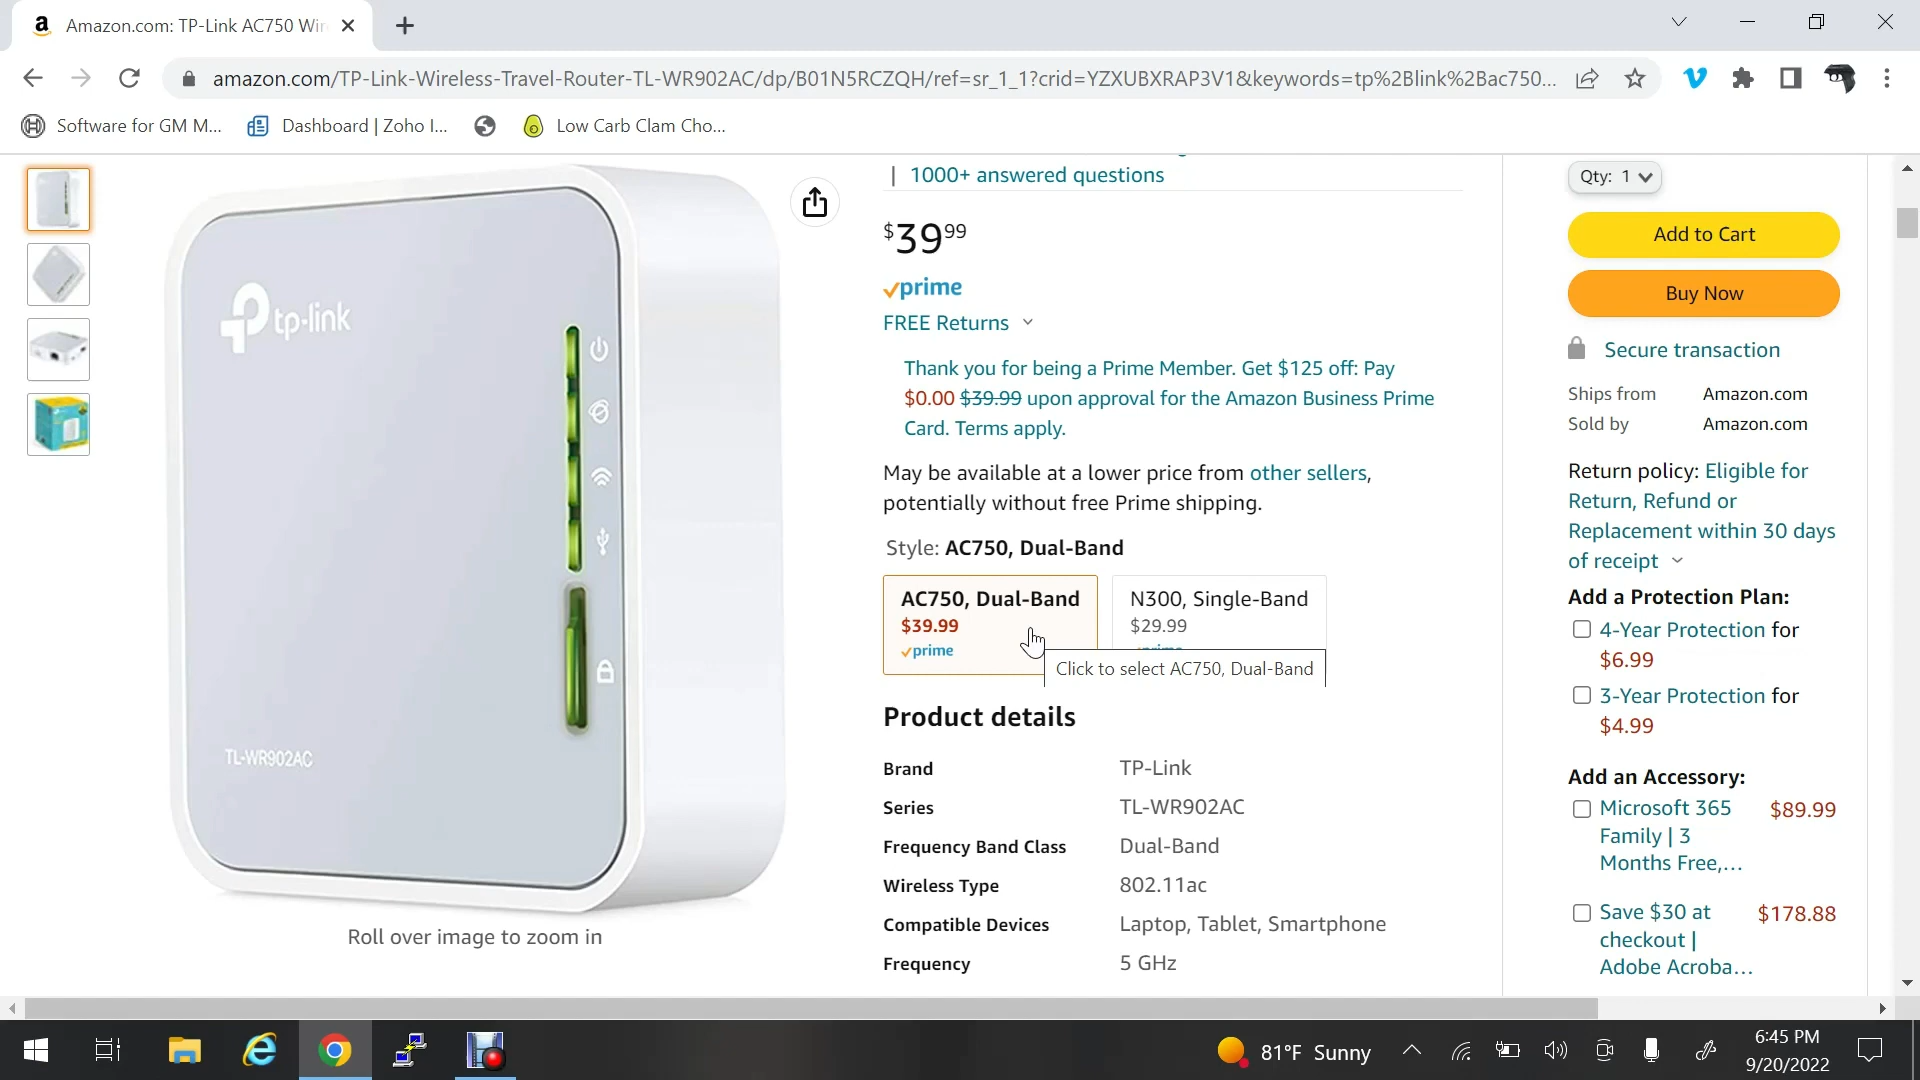 Amazon.com: TP-Link AC750 Wir
amazon.com/TP-Link-Wireless-Travel-Router-TL-WR902AC/dp/B01N5RCZQH/ref=sr_1_1?crid=YZXUBXRAP3V1&keywords=tp%2Blink%2Bac750...
Software for GM M...
Dashboard | Zoho I...
Low Carb Clam Cho...
tp-link
TL-WR902AC
Roll over image to zoom in
| 1000+ answered questions
$39.99
prime
FREE Returns
Thank you for being a Prime Member. Get $125 off: Pay
$0.00 $39.99 upon approval for the Amazon Business Prime
Card. Terms apply.
May be available at a lower price from other sellers,
potentially without free Prime shipping.
Style: AC750, Dual-Band
AC750, Dual-Band
$39.99
prime
N300, Single-Band
$29.99
Click to select AC750, Dual-Band
Product details
Brand TP-Link
Series TL-WR902AC
Frequency Band Class Dual-Band
Wireless Type 802.11ac
Compatible Devices Laptop, Tablet, Smartphone
Frequency 5 GHz
Qty: 1
Add to Cart
Buy Now
Secure transaction
Ships from Amazon.com
Sold by Amazon.com
Return policy: Eligible for
Return, Refund or
Replacement within 30 days
of receipt
Add a Protection Plan:
4-Year Protection for
$6.99
3-Year Protection for
$4.99
Add an Accessory:
Microsoft 365 $89.99
Family | 3
Months Free,...
Save $30 at $178.88
checkout |
Adobe Acroba...
81°F Sunny
6:45 PM
9/20/2022